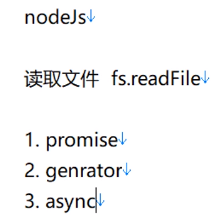 nodeJs
读取文件 fs.readFile
1. promise
2. genrator
3. async